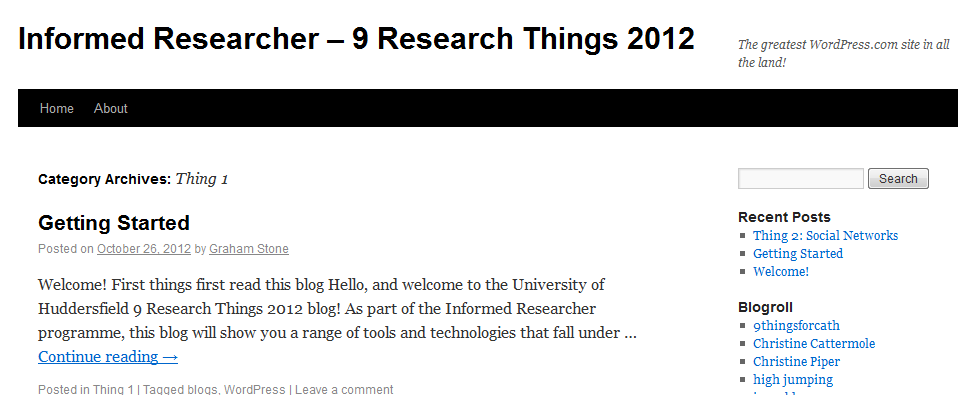 Informed Researcher – 9 Research Things 2012
The greatest WordPress.com site in all
the land!
Home About
Category Archives: Thing 1
Getting Started
Posted on October 26, 2012 by Graham Stone
Welcome! First things first read this blog Hello, and welcome to the University of
Huddersfield 9 Research Things 2012 blog! As part of the Informed Researcher
programme, this blog will show you a range of tools and technologies that fall under …
Continue reading →
Posted in Thing 1 | Tagged blogs, WordPress | Leave a comment
Search
Recent Posts
Thing 2: Social Networks
Getting Started
Welcome!
Blogroll
9thingsforcath
Christine Cattermole
Christine Piper
high jumping